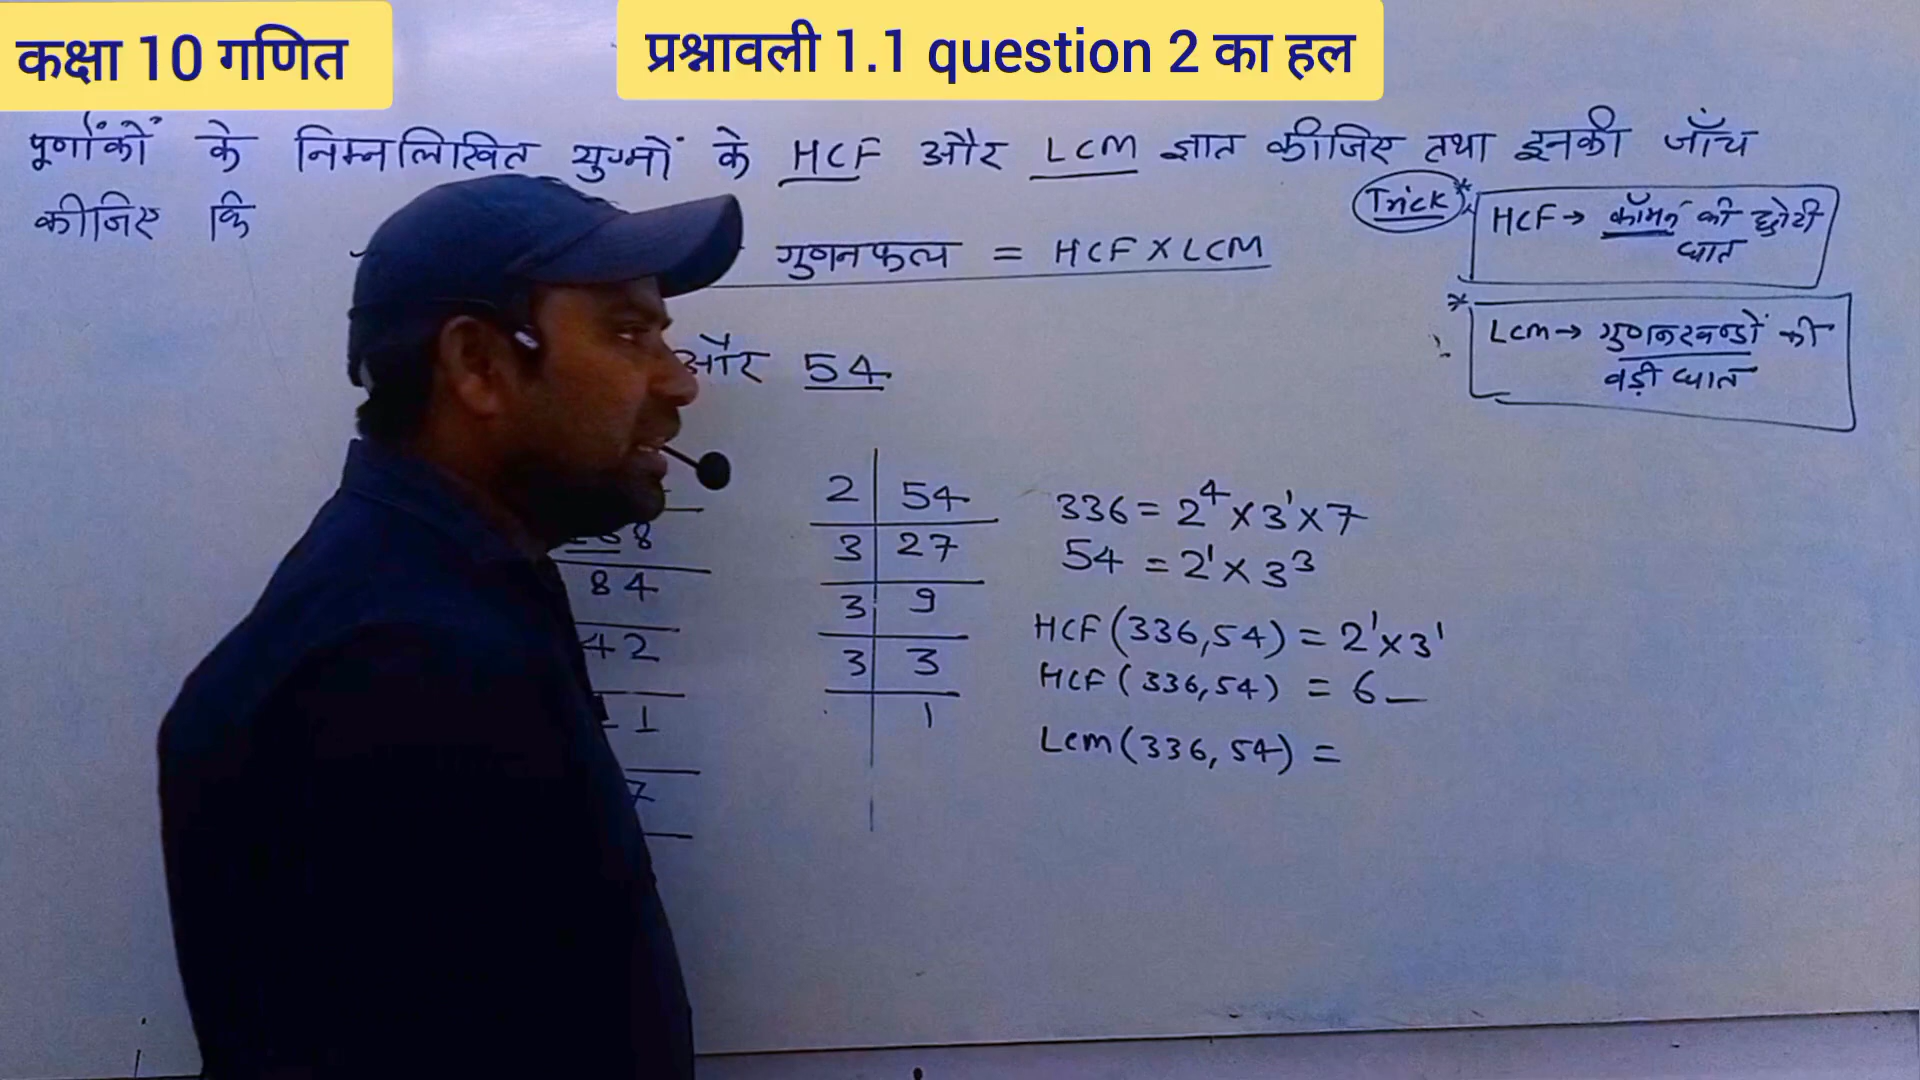 कक्षा 10 गणित
प्रश्नावली 1.1 question 2 का हल
पूर्णांकों के निम्नलिखित युग्मों के HCF और LCM ज्ञात कीजिए तथा इनकी जाँच
कीजिए कि
गुणनफल = HCF X LCM
Trick
* HCF → कॉमन की छोटी
घात
* Lcm → गुणनखण्डों की
बड़ी घात
और 54
8
84
42
1
7
2 54
3 27
3 9
3 3
1
336 = 2⁴ x 3¹ x 7
54 = 2¹ x 3³
HCF (336,54) = 2¹ x 3¹
HCF (336,54) = 6
Lcm (336, 54) =